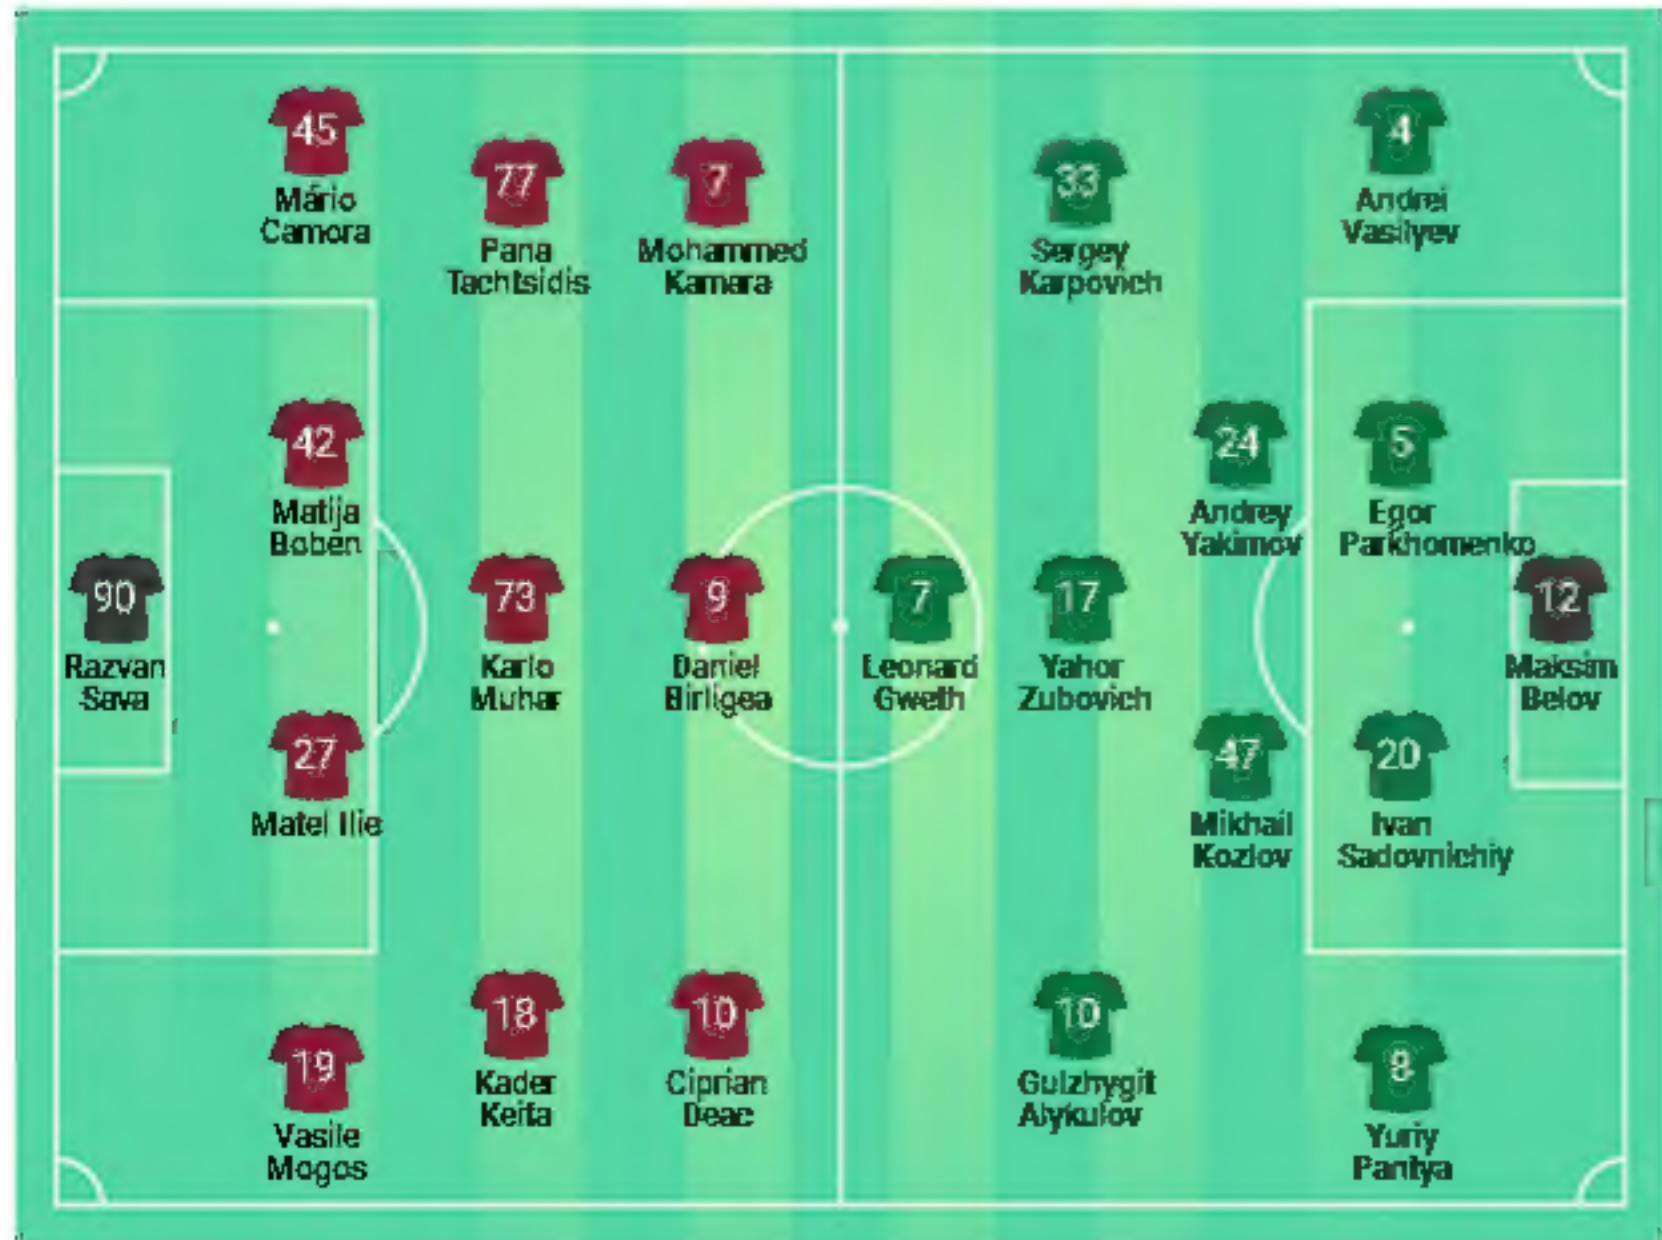 45
Mário
Camora
77
Pana
Tachtsidis
7
Mohammed
Kamara
33
Sergey
Karpovich
4
Andrei
Vasilyev
42
Matija
Boben
24
Andrey
Yakimov
5
Egor
Parkhomenko
90
Razvan
Sava
73
Karlo
Muhar
9
Daniel
Birligea
7
Leonard
Gweth
17
Yahor
Zubovich
12
Maksim
Belov
27
Matei Ilie
47
Mikhail
Kozlov
20
Ivan
Sadovnichiy
19
Vasile
Mogos
18
Kader
Keita
10
Ciprian
Deac
10
Gulzhygit
Alykulov
8
Yuriy
Pantya